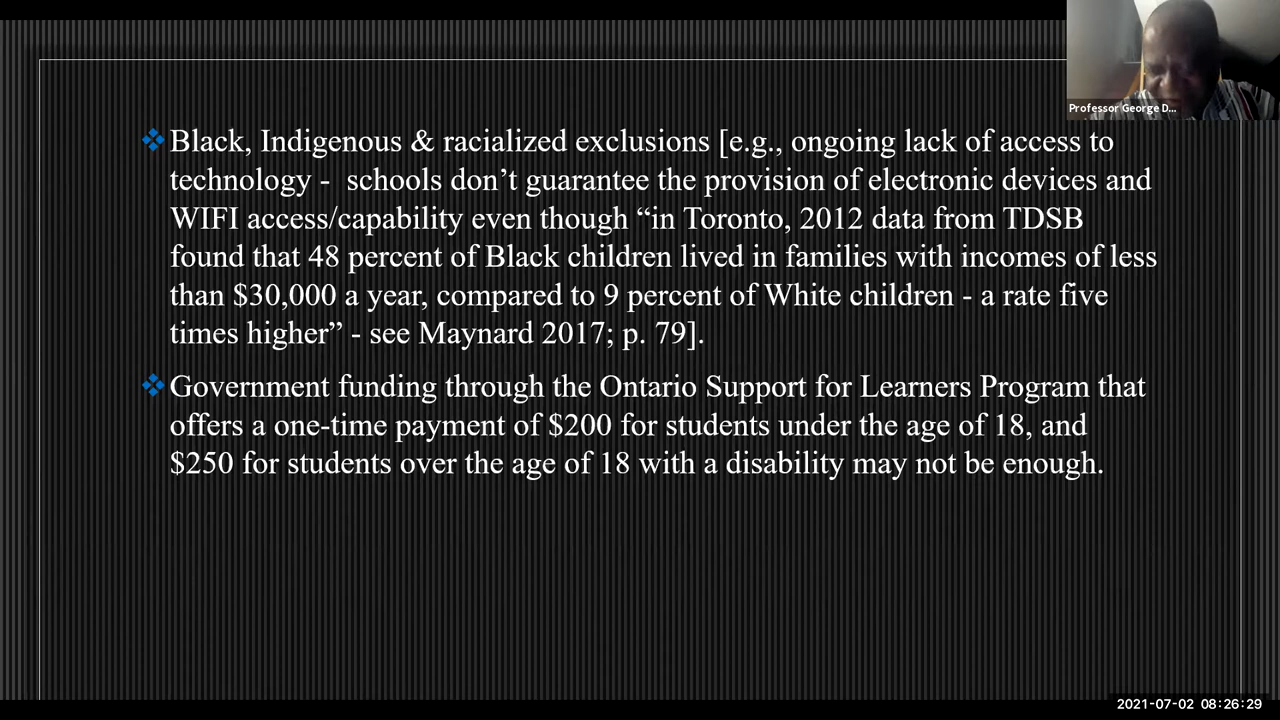 Professor George D...
Black, Indigenous & racialized exclusions [e.g., ongoing lack of access to
technology - schools don’t guarantee the provision of electronic devices and
WIFI access/capability even though “in Toronto, 2012 data from TDSB
found that 48 percent of Black children lived in families with incomes of less
than $30,000 a year, compared to 9 percent of White children - a rate five
times higher” - see Maynard 2017; p. 79].
Government funding through the Ontario Support for Learners Program that
offers a one-time payment of $200 for students under the age of 18, and
$250 for students over the age of 18 with a disability may not be enough.
2021-07-02 08:26:29